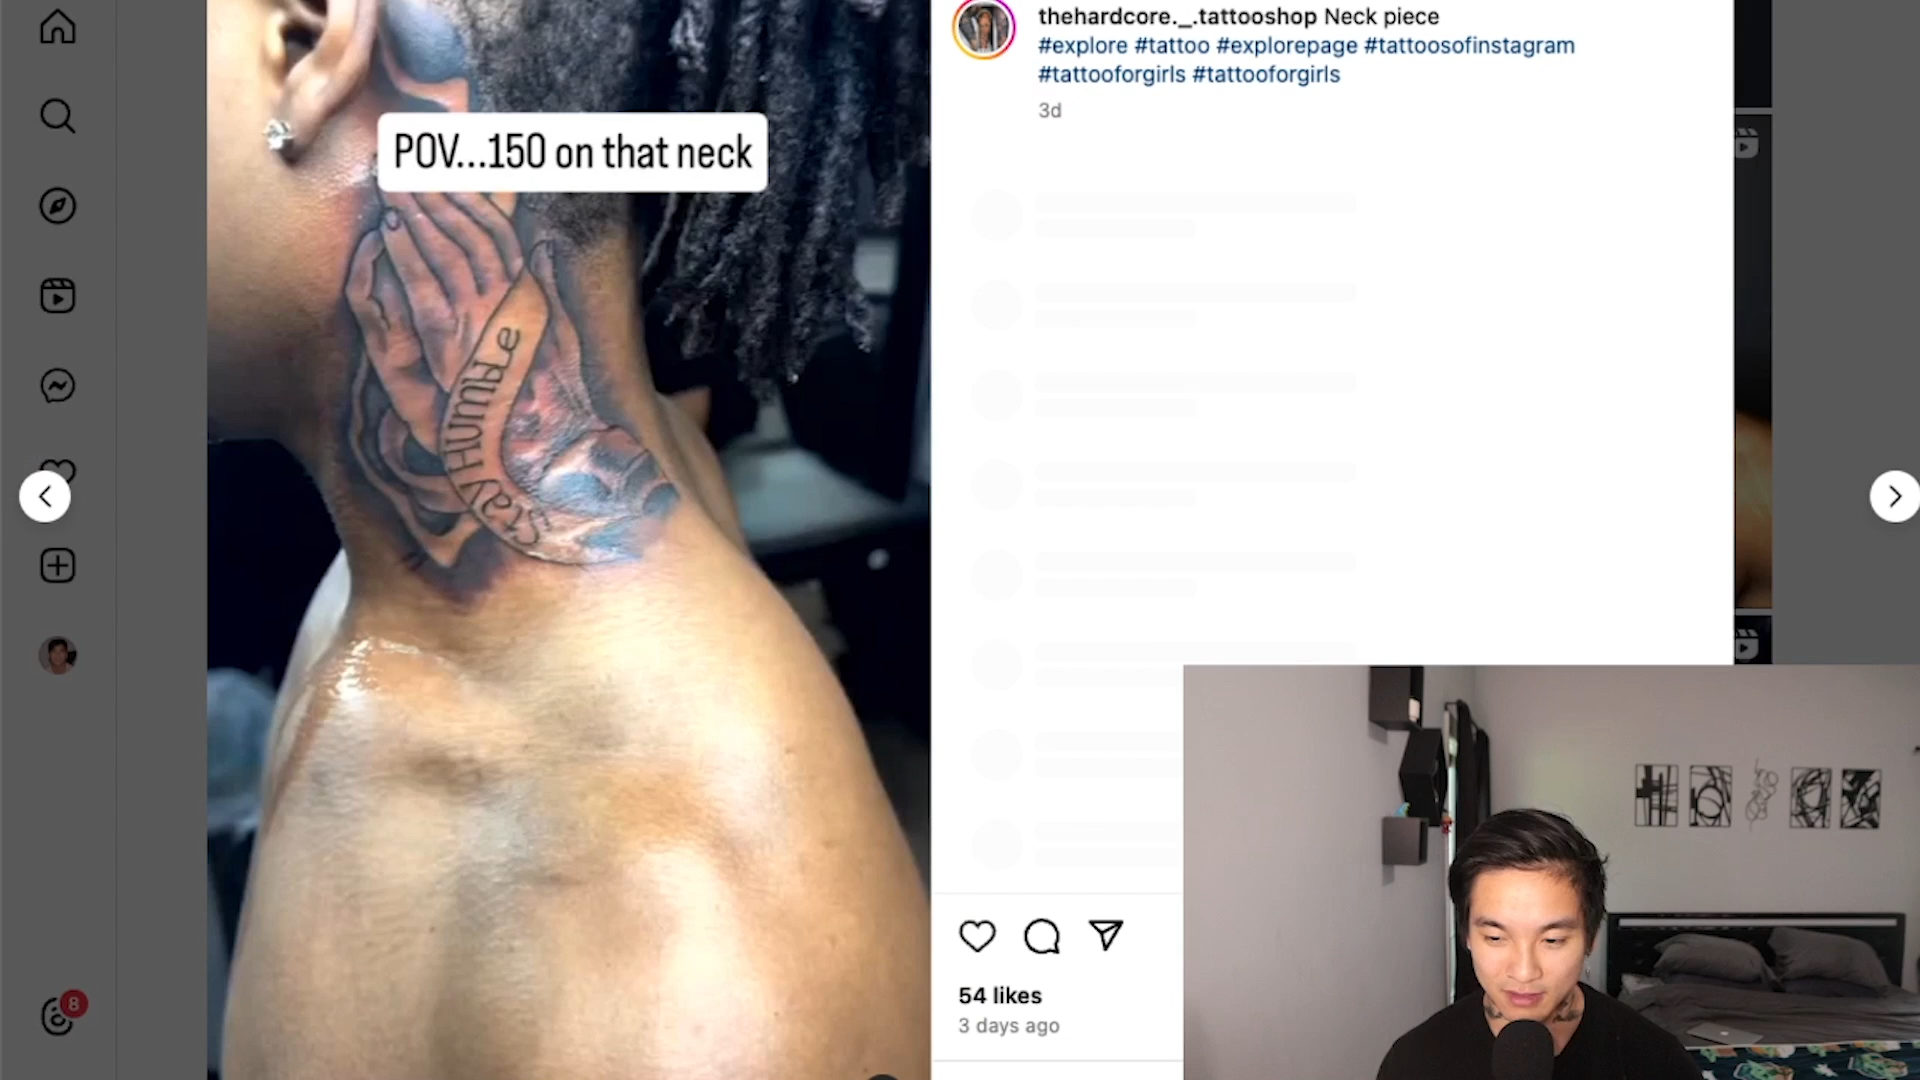 thehardcore._.tattooshop Neck piece
#explore #tattoo #explorepage #tattoosofinstagram
#tattooforgirls #tattooforgirls
3d
POV...150 on that neck
Stay Humble
54 likes
3 days ago
8